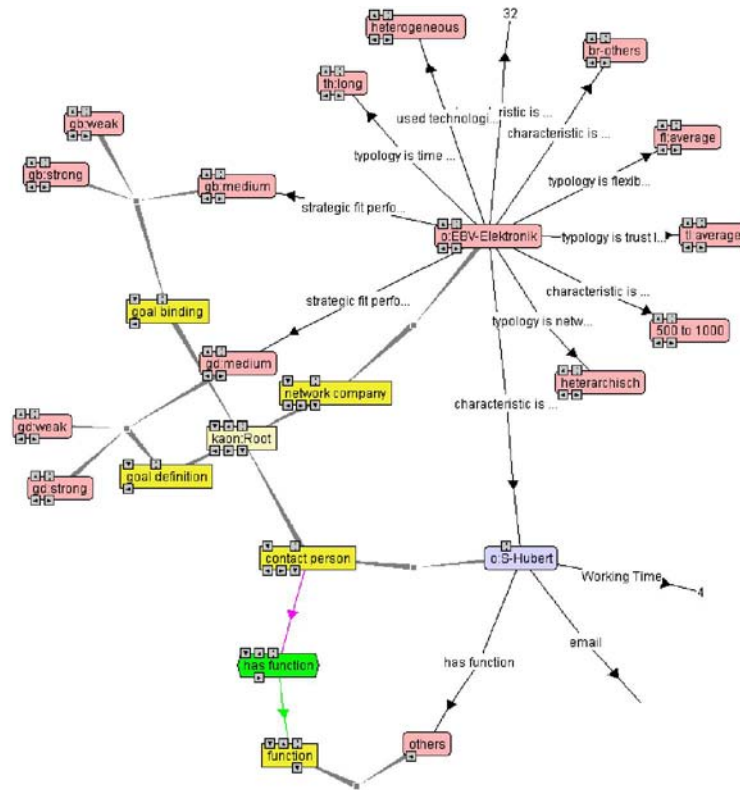 32
heterogeneous
br-others
th:long
used technologi...
ristic is ...
characteristic is ...
gb:weak
fl:average
typology is time ...
typology is flexib...
gb:strong
gb:medium
strategic fit perfo...
o:EBV-Elektronik
typology is trust l...
tl:average
characteristic is ...
goal binding
strategic fit perfo...
typology is netw...
500 to 1000
gd:medium
heterarchisch
network company
characteristic is ...
gd:weak
kaon:Root
goal definition
gd:strong
contact person
o:S-Hubert
Working Time
4
email
has function
has function
others
function